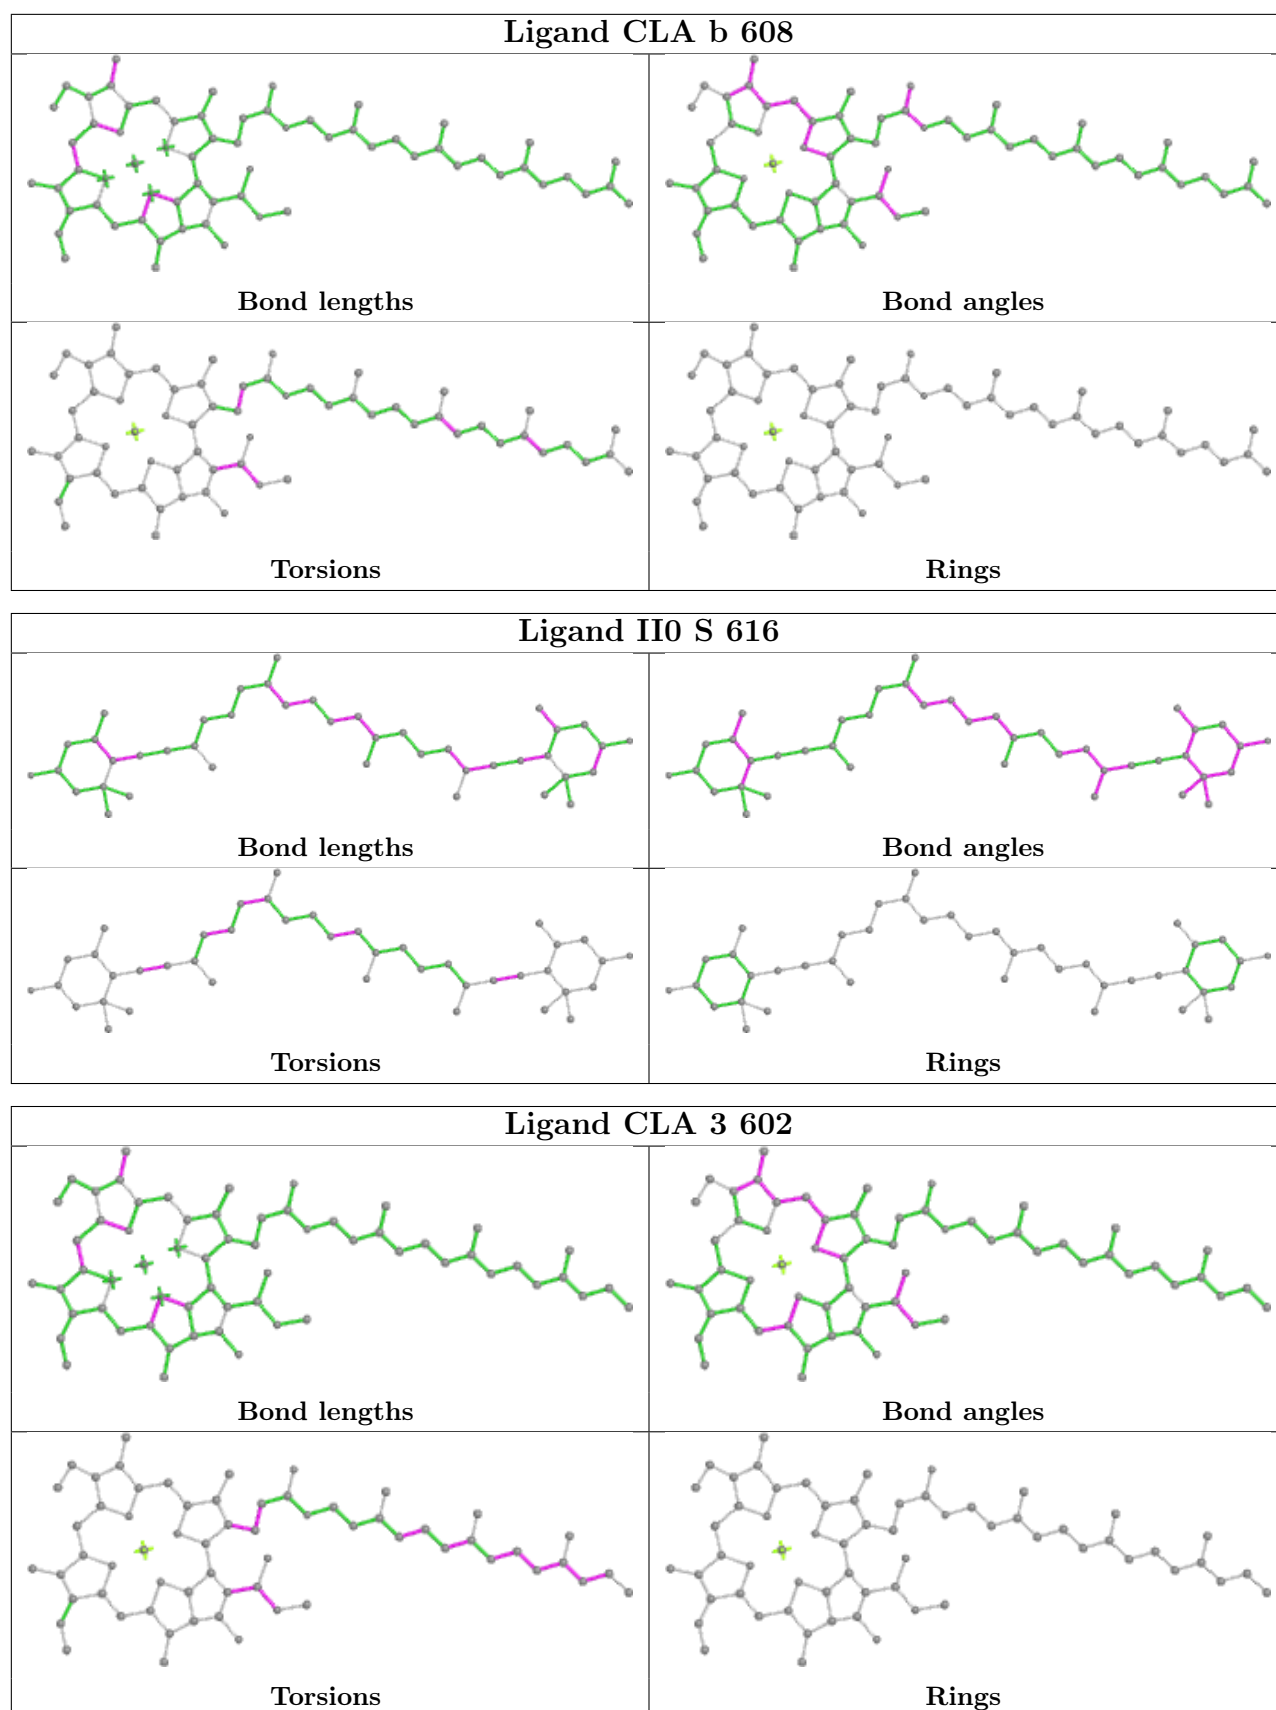 Ligand CLA b 608
Bond lengths
Bond angles
Torsions
Rings
Ligand II0 S 616
Bond lengths
Bond angles
Torsions
Rings
Ligand CLA 3 602
Bond lengths
Bond angles
Torsions
Rings